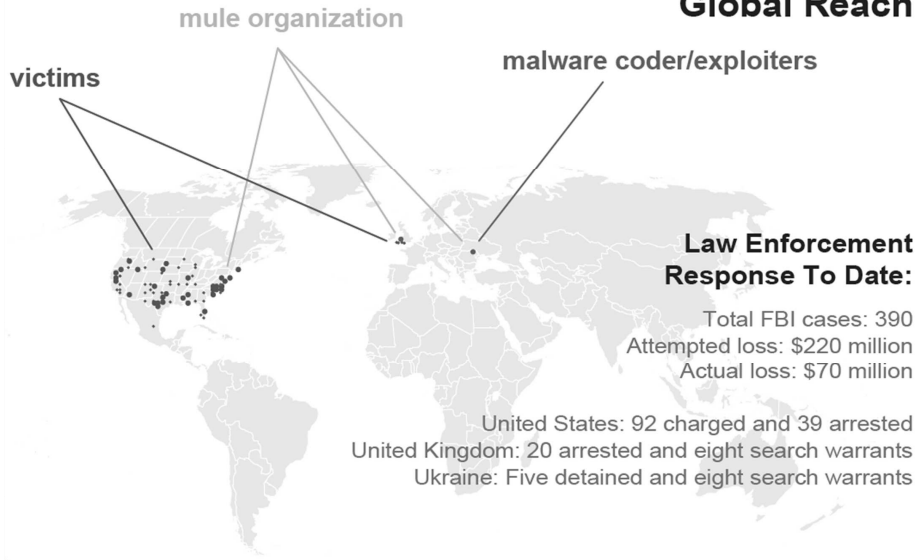 Global Reach
mule organization
malware coder/exploiters
victims
Law Enforcement
Response To Date:
Total FBI cases: 390
Attempted loss: $220 million
Actual loss: $70 million
United States: 92 charged and 39 arrested
United Kingdom: 20 arrested and eight search warrants
Ukraine: Five detained and eight search warrants